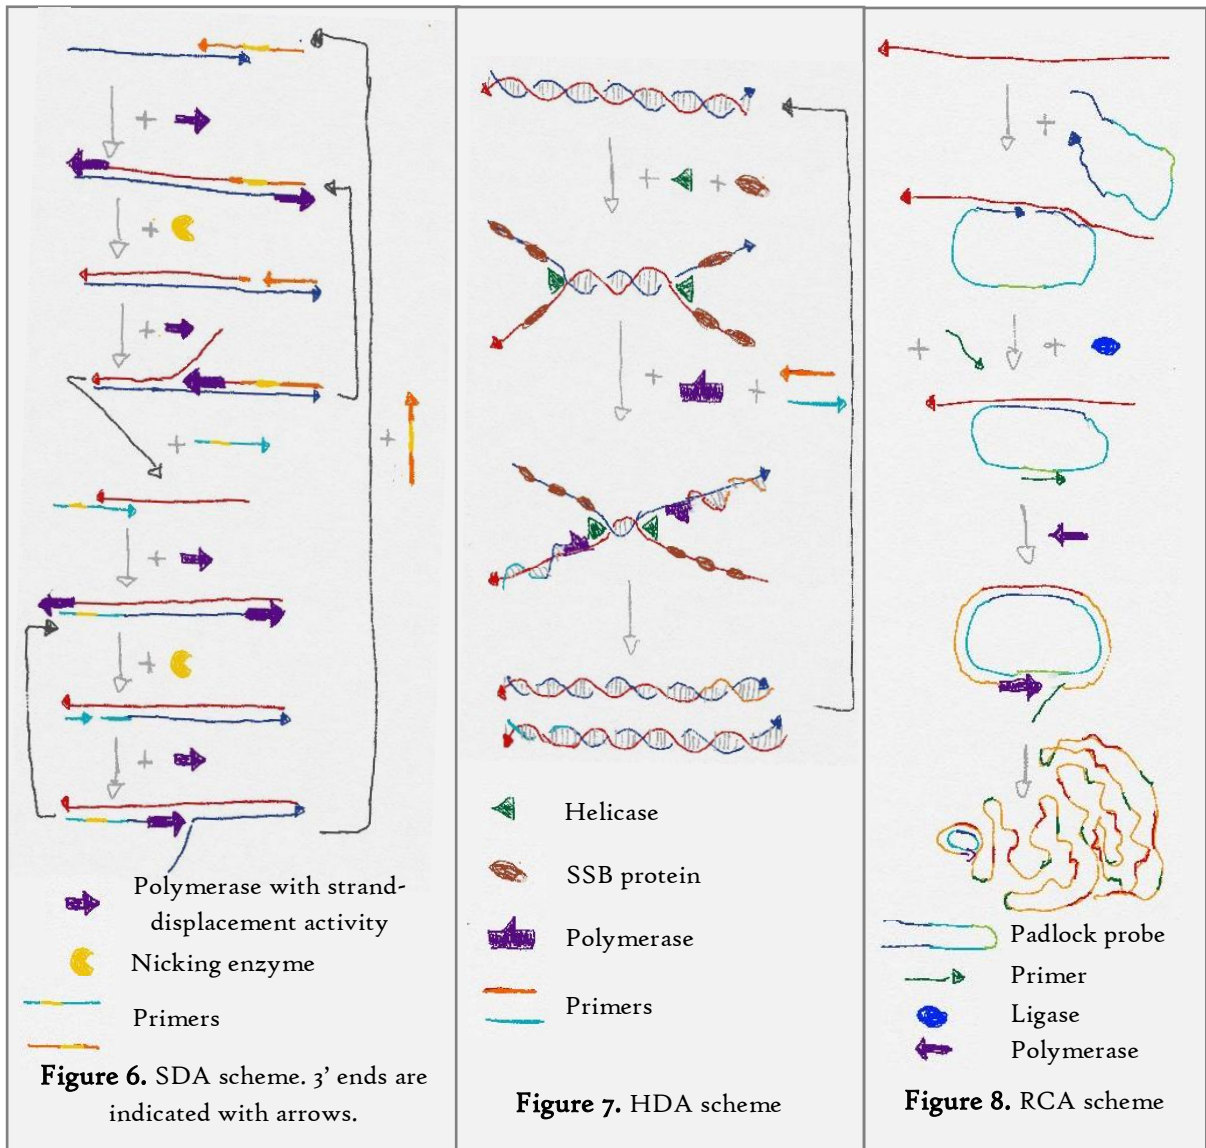 Polymerase with strand-
displacement activity
Nicking enzyme
Primers
Figure 6. SDA scheme. 3’ ends are
indicated with arrows.
Helicase
SSB protein
Polymerase
Primers
Figure 7. HDA scheme
Padlock probe
Primer
Ligase
Polymerase
Figure 8. RCA scheme